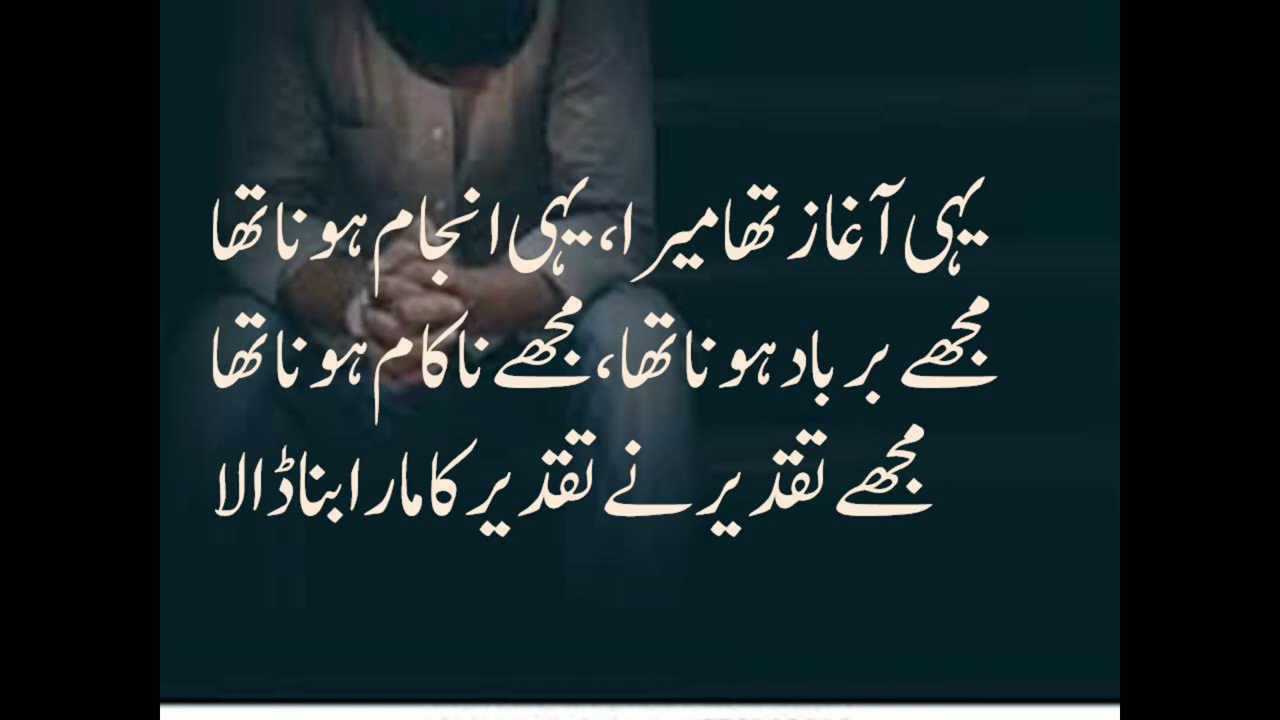 یہی آغاز تھا میرا، یہی انجام ہونا تھا
مجھے برباد ہونا تھا، مجھے ناکام ہونا تھا
مجھے تقدیر نے تقدیر کا مارا بنا ڈالا